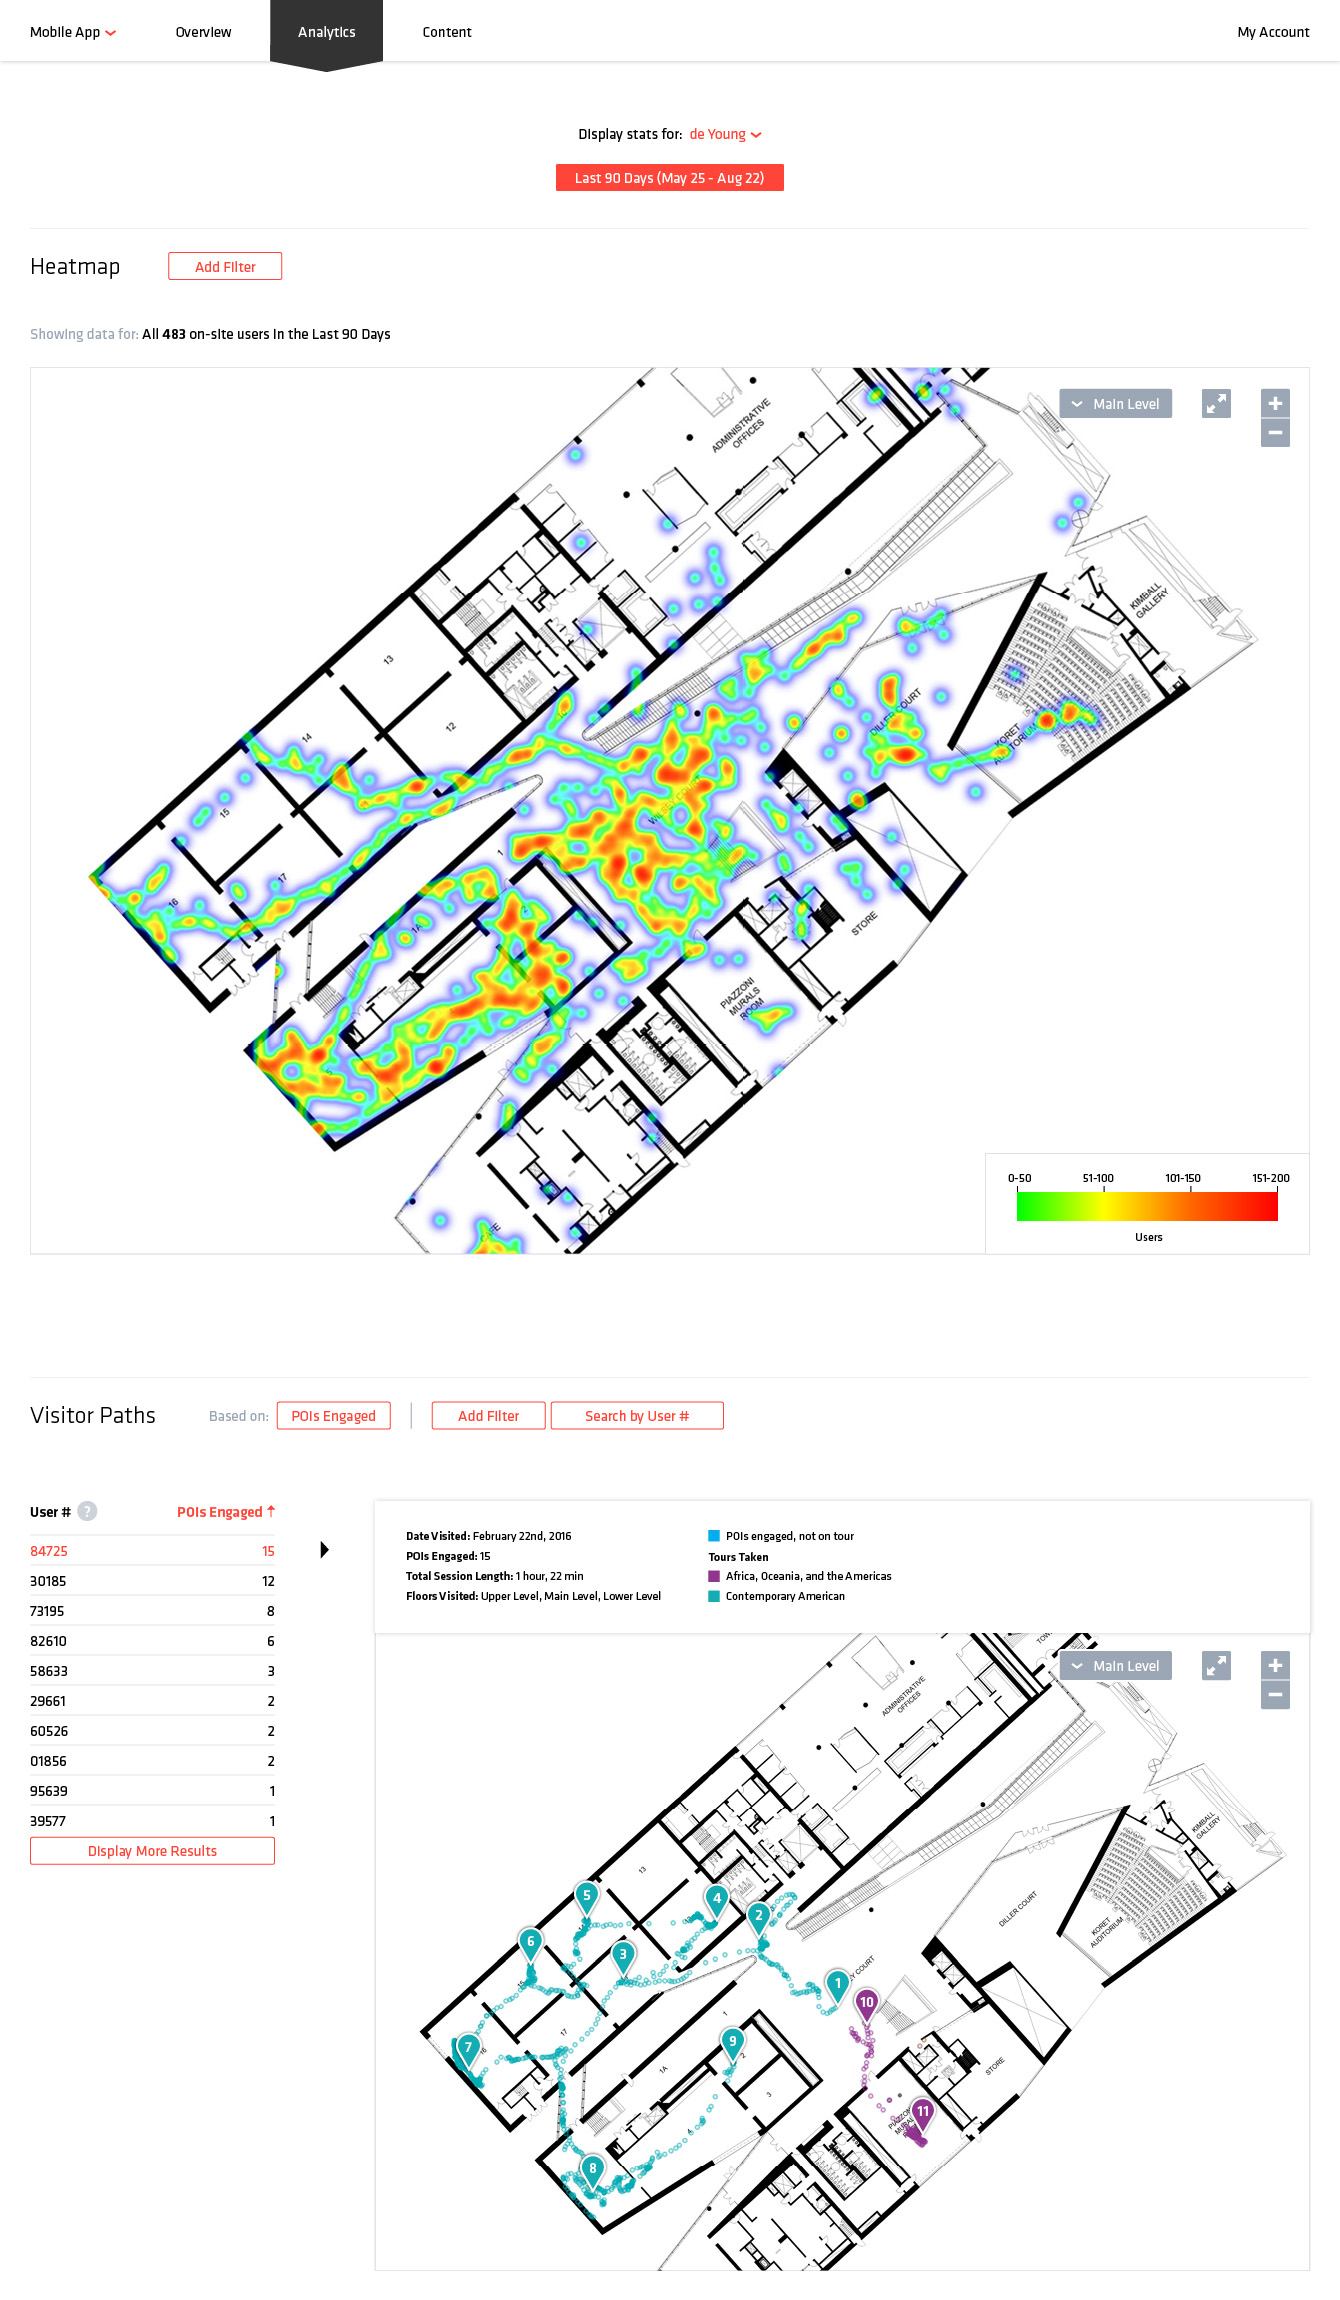 Mobile App
Overview
Analytics
Content
My Account
Display stats for: de Young
Last 90 Days (May 25 - Aug 22)
Heatmap
Add Filter
Showing data for: All 483 on-site users in the Last 90 Days
Main Level
+
−
ADMINISTRATIVE
OFFICES
KIMBALL
GALLERY
13
12
14
15
16
17
DILLER COURT
KORET
AUDITORIUM
1
1A
2
5
STORE
PIAZZONI
MURALS
ROOM
0-50
51-100
101-150
151-200
Users
Visitor Paths
Based on:
POIs Engaged
Add Filter
Search by User #
User # ?
POIs Engaged
84725 15
30185 12
73195 8
82610 6
58633 3
29661 2
60526 2
01856 2
95639 1
39577 1
Display More Results
Date Visited: February 22nd, 2016
POIs Engaged: 15
Total Session Length: 1 hour, 22 min
Floors Visited: Upper Level, Main Level, Lower Level
POIs engaged, not on tour
Tours Taken
Africa, Oceania, and the Americas
Contemporary American
Main Level
+
−
ADMINISTRATIVE
OFFICES
KIMBALL
GALLERY
13
5
4
2
6
3
DILLER COURT
KORET
AUDITORIUM
15
1
Y COURT
10
17
1
7
16
9
2
1A
3
STORE
11
4
8